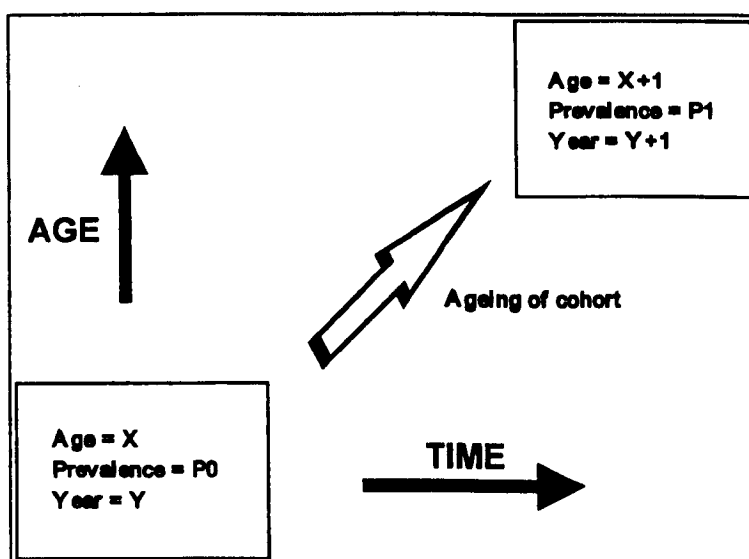 Age = X+1
Prevalence = P1
Year = Y+1
AGE
Ageing of cohort
Age = X
Prevalence = P0
Year = Y
TIME